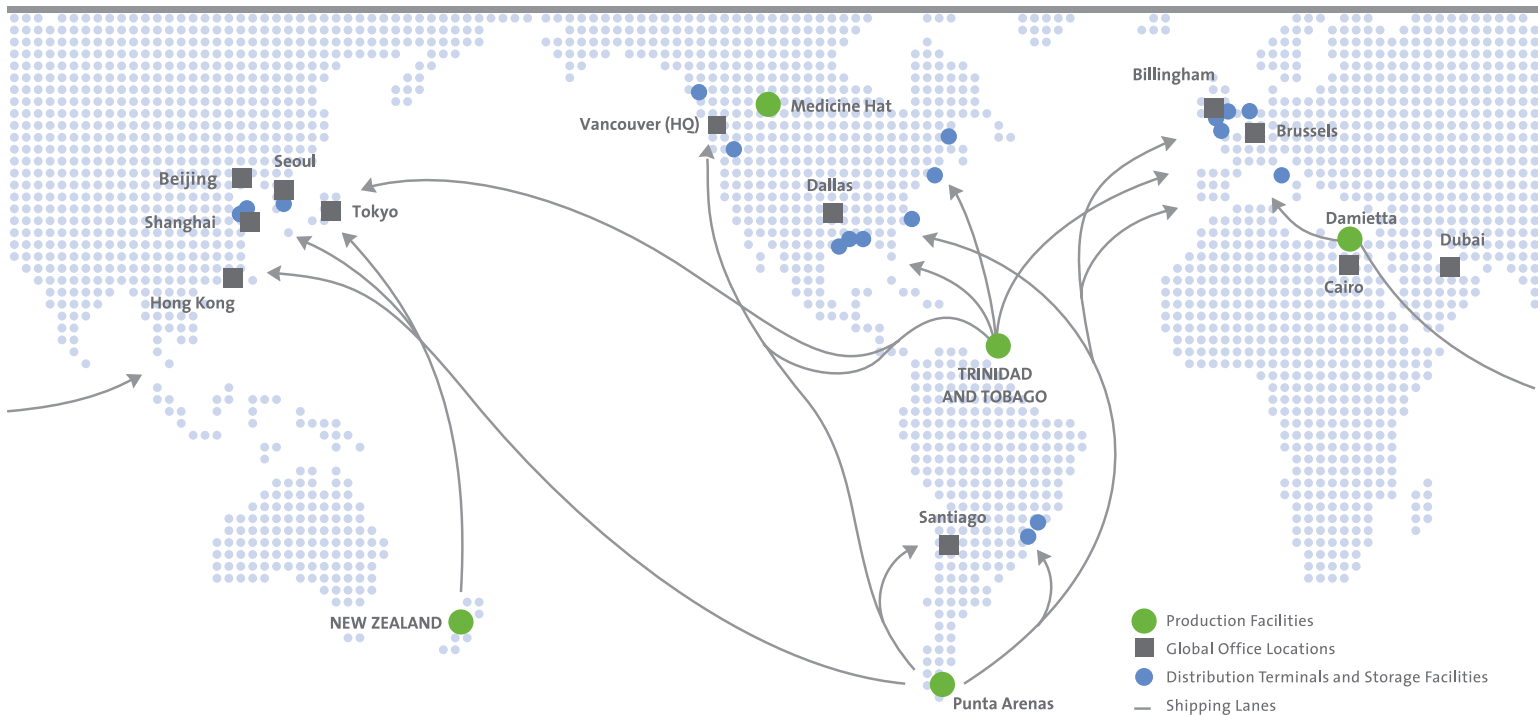 Billingham
Medicine Hat
Vancouver (HQ)
Brussels
Seoul
Beijing
Dallas
Tokyo
Shanghai
Damietta
Dubai
Cairo
Hong Kong
TRINIDAD
AND TOBAGO
Santiago
NEW ZEALAND
Production Facilities
Global Office Locations
Distribution Terminals and Storage Facilities
Punta Arenas
Shipping Lanes